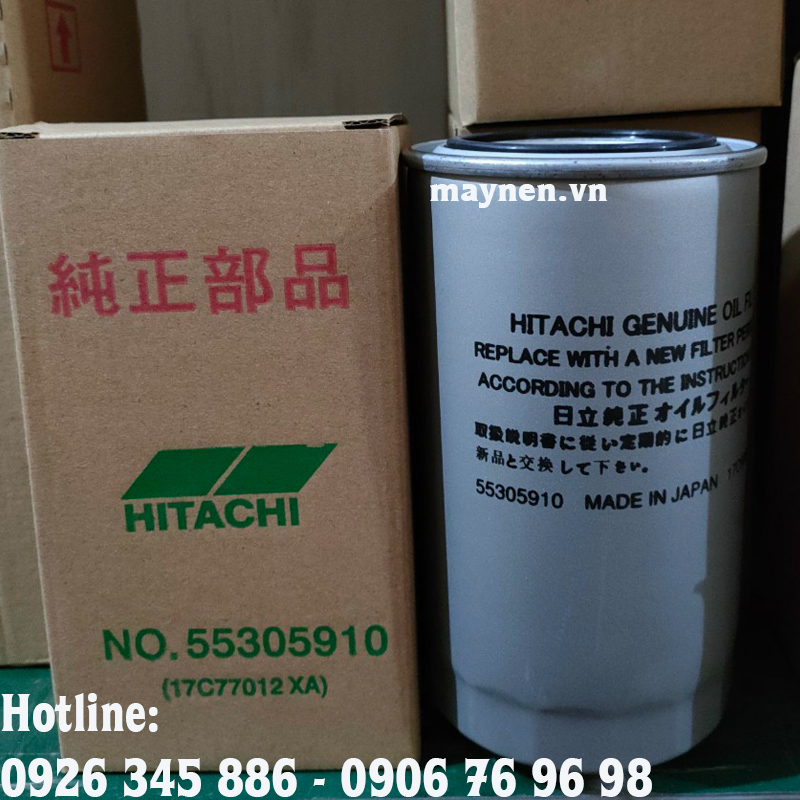 純正部品
HITACHI
NO. 55305910
(17C77012 XA)
maynen.vn
HITACHI GENUINE OIL
REPLACE WITH A NEW FILTER
ACCORDING TO THE
日立純正オイルフィルター
取扱説明書に従い定期的に日立純正
新品と交換して下さい。
55305910 MADE IN JAPAN
Hotline:
0926 345 886 - 0906 76 96 98